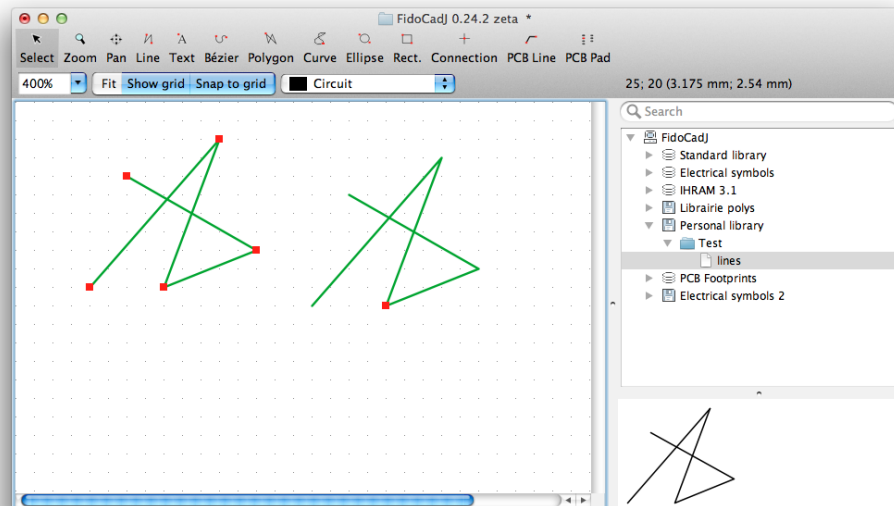 FidoCadJ 0.24.2 zeta *
Select Zoom Pan Line Text Bézier Polygon Curve Ellipse Rect. Connection PCB Line PCB Pad
400% Fit Show grid Snap to grid Circuit 25; 20 (3.175 mm; 2.54 mm)
Search
FidoCadJ
Standard library
Electrical symbols
IHRAM 3.1
Librairie polys
Personal library
Test
lines
PCB Footprints
Electrical symbols 2